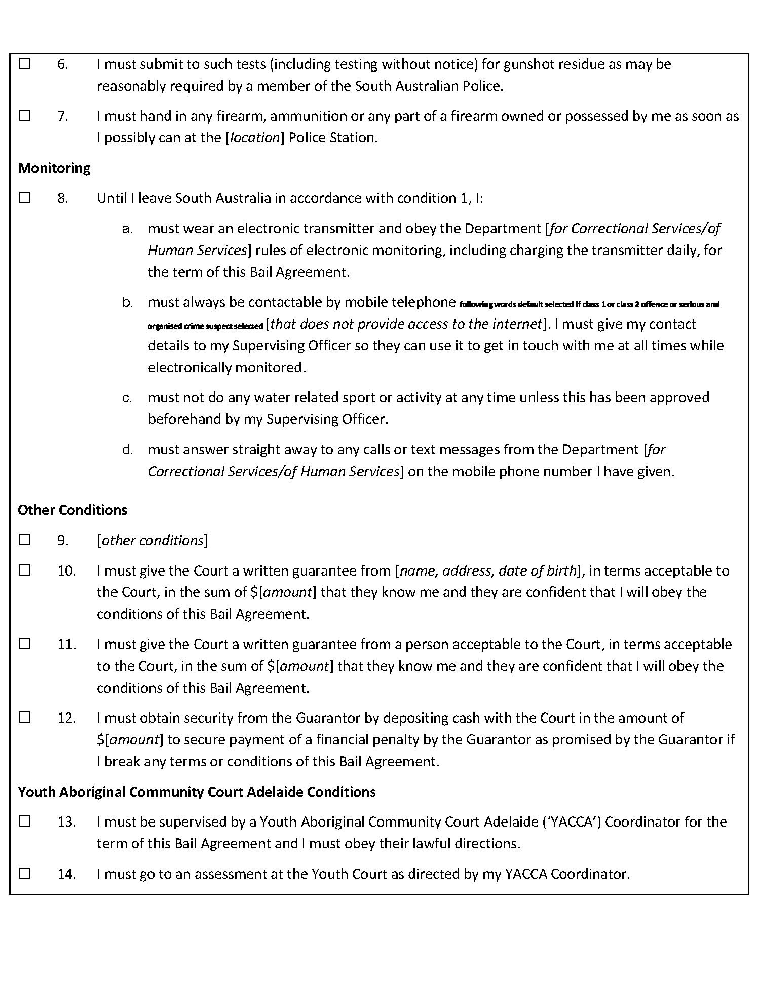 ☐ 6. I must submit to such tests (including testing without notice) for gunshot residue as may be
reasonably required by a member of the South Australian Police.
☐ 7. I must hand in any firearm, ammunition or any part of a firearm owned or possessed by me as soon as
I possibly can at the [location] Police Station.
Monitoring
☐ 8. Until I leave South Australia in accordance with condition 1, I:
a. must wear an electronic transmitter and obey the Department [for Correctional Services/of
Human Services] rules of electronic monitoring, including charging the transmitter daily, for
the term of this Bail Agreement.
b. must always be contactable by mobile telephone following words default selected if class 1 or class 2 offence or serious and
organised crime suspect selected [that does not provide access to the internet]. I must give my contact
details to my Supervising Officer so they can use it to get in touch with me at all times while
electronically monitored.
c. must not do any water related sport or activity at any time unless this has been approved
beforehand by my Supervising Officer.
d. must answer straight away to any calls or text messages from the Department [for
Correctional Services/of Human Services] on the mobile phone number I have given.
Other Conditions
☐ 9. [other conditions]
☐ 10. I must give the Court a written guarantee from [name, address, date of birth], in terms acceptable to
the Court, in the sum of $[amount] that they know me and they are confident that I will obey the
conditions of this Bail Agreement.
☐ 11. I must give the Court a written guarantee from a person acceptable to the Court, in terms acceptable
to the Court, in the sum of $[amount] that they know me and they are confident that I will obey the
conditions of this Bail Agreement.
☐ 12. I must obtain security from the Guarantor by depositing cash with the Court in the amount of
$[amount] to secure payment of a financial penalty by the Guarantor as promised by the Guarantor if
I break any terms or conditions of this Bail Agreement.
Youth Aboriginal Community Court Adelaide Conditions
☐ 13. I must be supervised by a Youth Aboriginal Community Court Adelaide (‘YACCA’) Coordinator for the
term of this Bail Agreement and I must obey their lawful directions.
☐ 14. I must go to an assessment at the Youth Court as directed by my YACCA Coordinator.